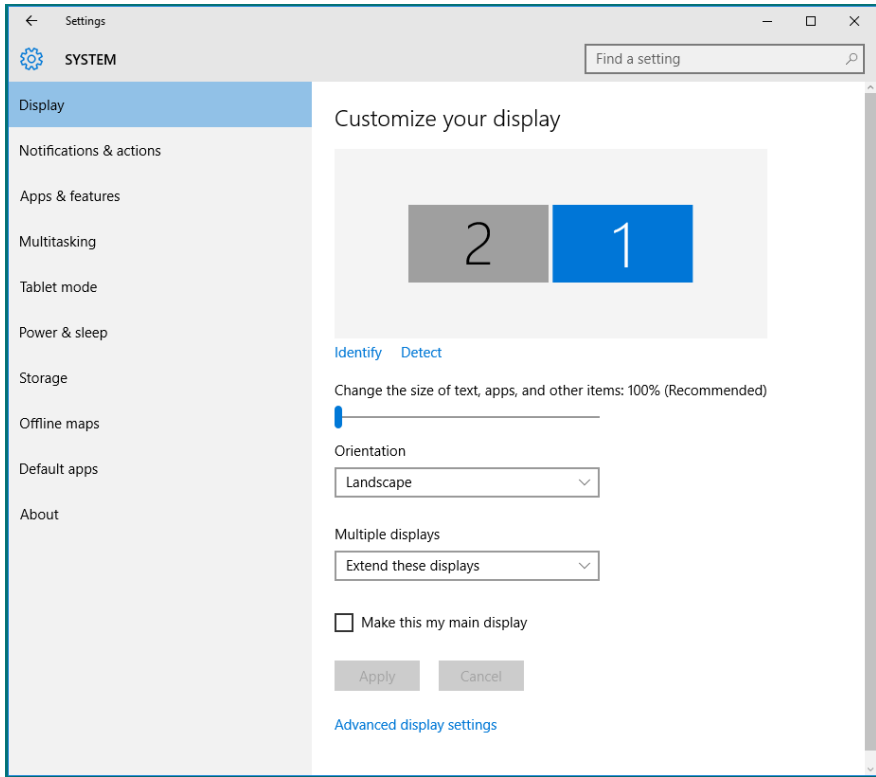 Settings
SYSTEM
Find a setting
Display
Notifications & actions
Apps & features
Multitasking
Tablet mode
Power & sleep
Storage
Offline maps
Default apps
About
Customize your display
2 1
Identify Detect
Change the size of text, apps, and other items: 100% (Recommended)
Orientation
Landscape
Multiple displays
Extend these displays
Make this my main display
Apply Cancel
Advanced display settings